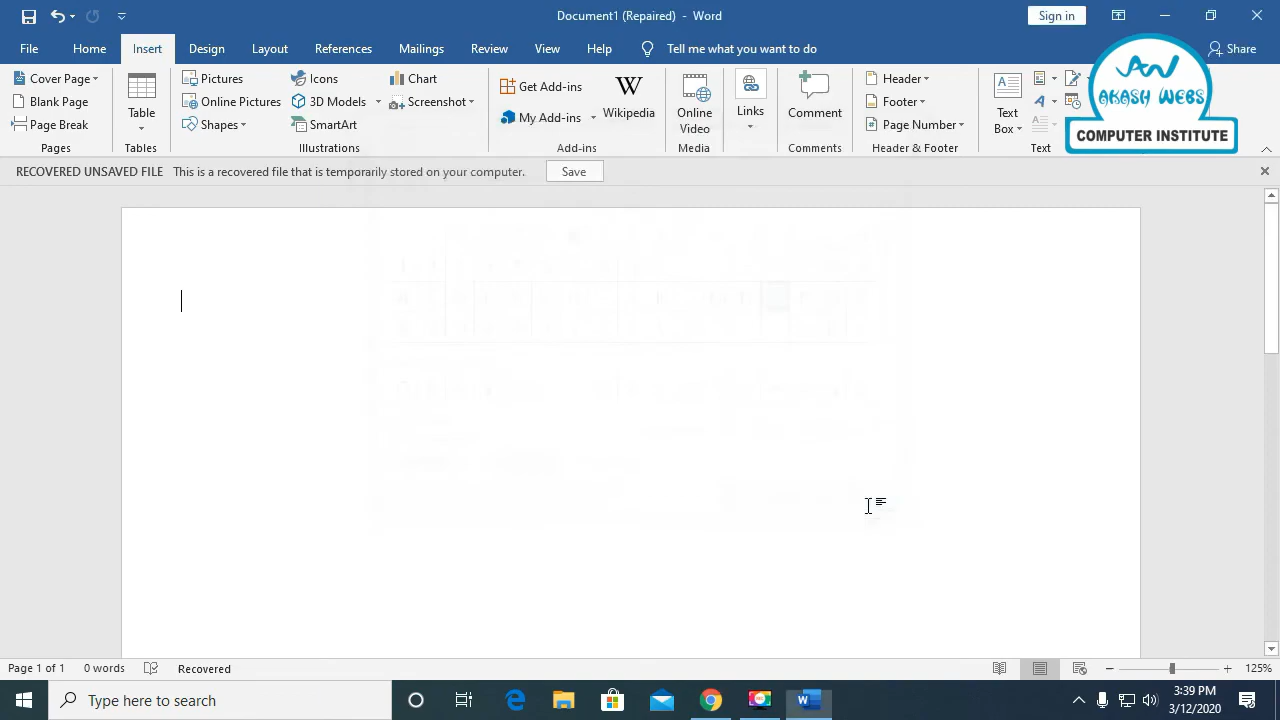 Document1 (Repaired) - Word
Sign in
File Home Insert Design Layout References Mailings Review View Help Tell me what you want to do Share
Cover Page
Blank Page
Page Break
Pages
Table
Tables
Pictures
Online Pictures
Shapes
Icons
3D Models
SmartArt
Chart
Screenshot
Illustrations
Get Add-ins
My Add-ins
W
Wikipedia
Add-ins
Online
Video
Media
Links
Comment
Comments
Header
Footer
Page Number
Header & Footer
Text
Box
Text
AW
AKASH WEBS
COMPUTER INSTITUTE
RECOVERED UNSAVED FILE This is a recovered file that is temporarily stored on your computer. Save
Page 1 of 1 0 words Recovered 125%
Type here to search
3:39 PM
3/12/2020